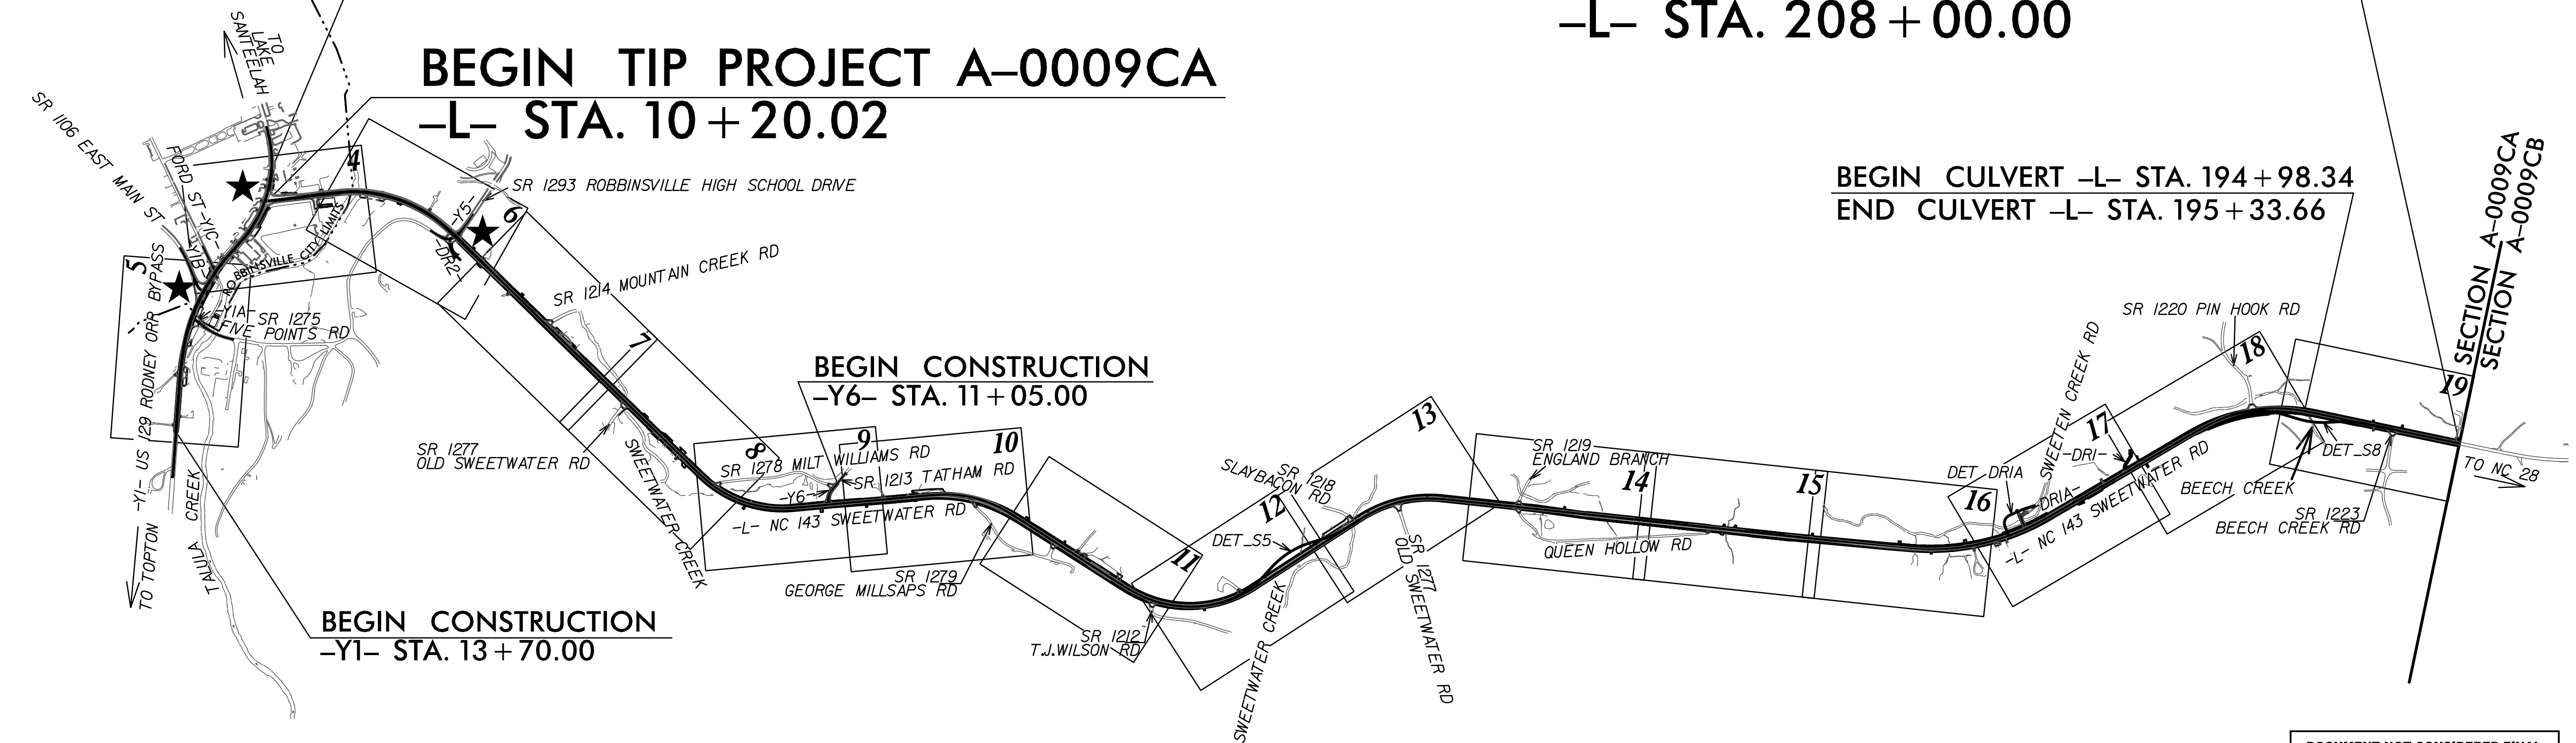 –L– STA. 208+00.00
TO
LAKE
SANTEELAH
BEGIN TIP PROJECT A–0009CA
–L– STA. 10+20.02
SR 1106 EAST MAIN ST
FORD ST -Y1C-
-Y1B-
4
ROBBINSVILLE CITY LIMITS
-Y5-
SR 1293 ROBBINSVILLE HIGH SCHOOL DRIVE
6
-DR2-
5
-Y1A- SR 1275
FIVE POINTS RD
-Y1- US 129 RODNEY ORR BYPASS
TO TOPTON
CREEK
BEGIN CONSTRUCTION
–Y1– STA. 13+70.00
SR 1214 MOUNTAIN CREEK RD
7
SR 1277
OLD SWEETWATER RD
SWEETWATER CREEK
BEGIN CONSTRUCTION
–Y6– STA. 11+05.00
8
9
10
SR 1278 MILT WILLIAMS RD
SR 1213 TATHAM RD
-Y6-
-L- NC 143 SWEETWATER RD
SR 1279
GEORGE MILLSAPS RD
11
SR 1212
T.J.WILSON RD
SR 1218
SLAYBACON RD
12
DET_S5
SWEETWATER CREEK
13
SR 1277
OLD SWEETWATER RD
SR 1219
ENGLAND BRANCH
14
QUEEN HOLLOW RD
15
16
DET_DR1A
-DR1A-
SWEETEN CREEK RD
17
-DR1-
-L- NC 143 SWEETWATER RD
BEGIN CULVERT –L– STA. 194+98.34
END CULVERT –L– STA. 195+33.66
SR 1220 PIN HOOK RD
18
DET_S8
BEECH CREEK
SR 1223
BEECH CREEK RD
19
SECTION A–0009CA
SECTION A–0009CB
TO NC 28